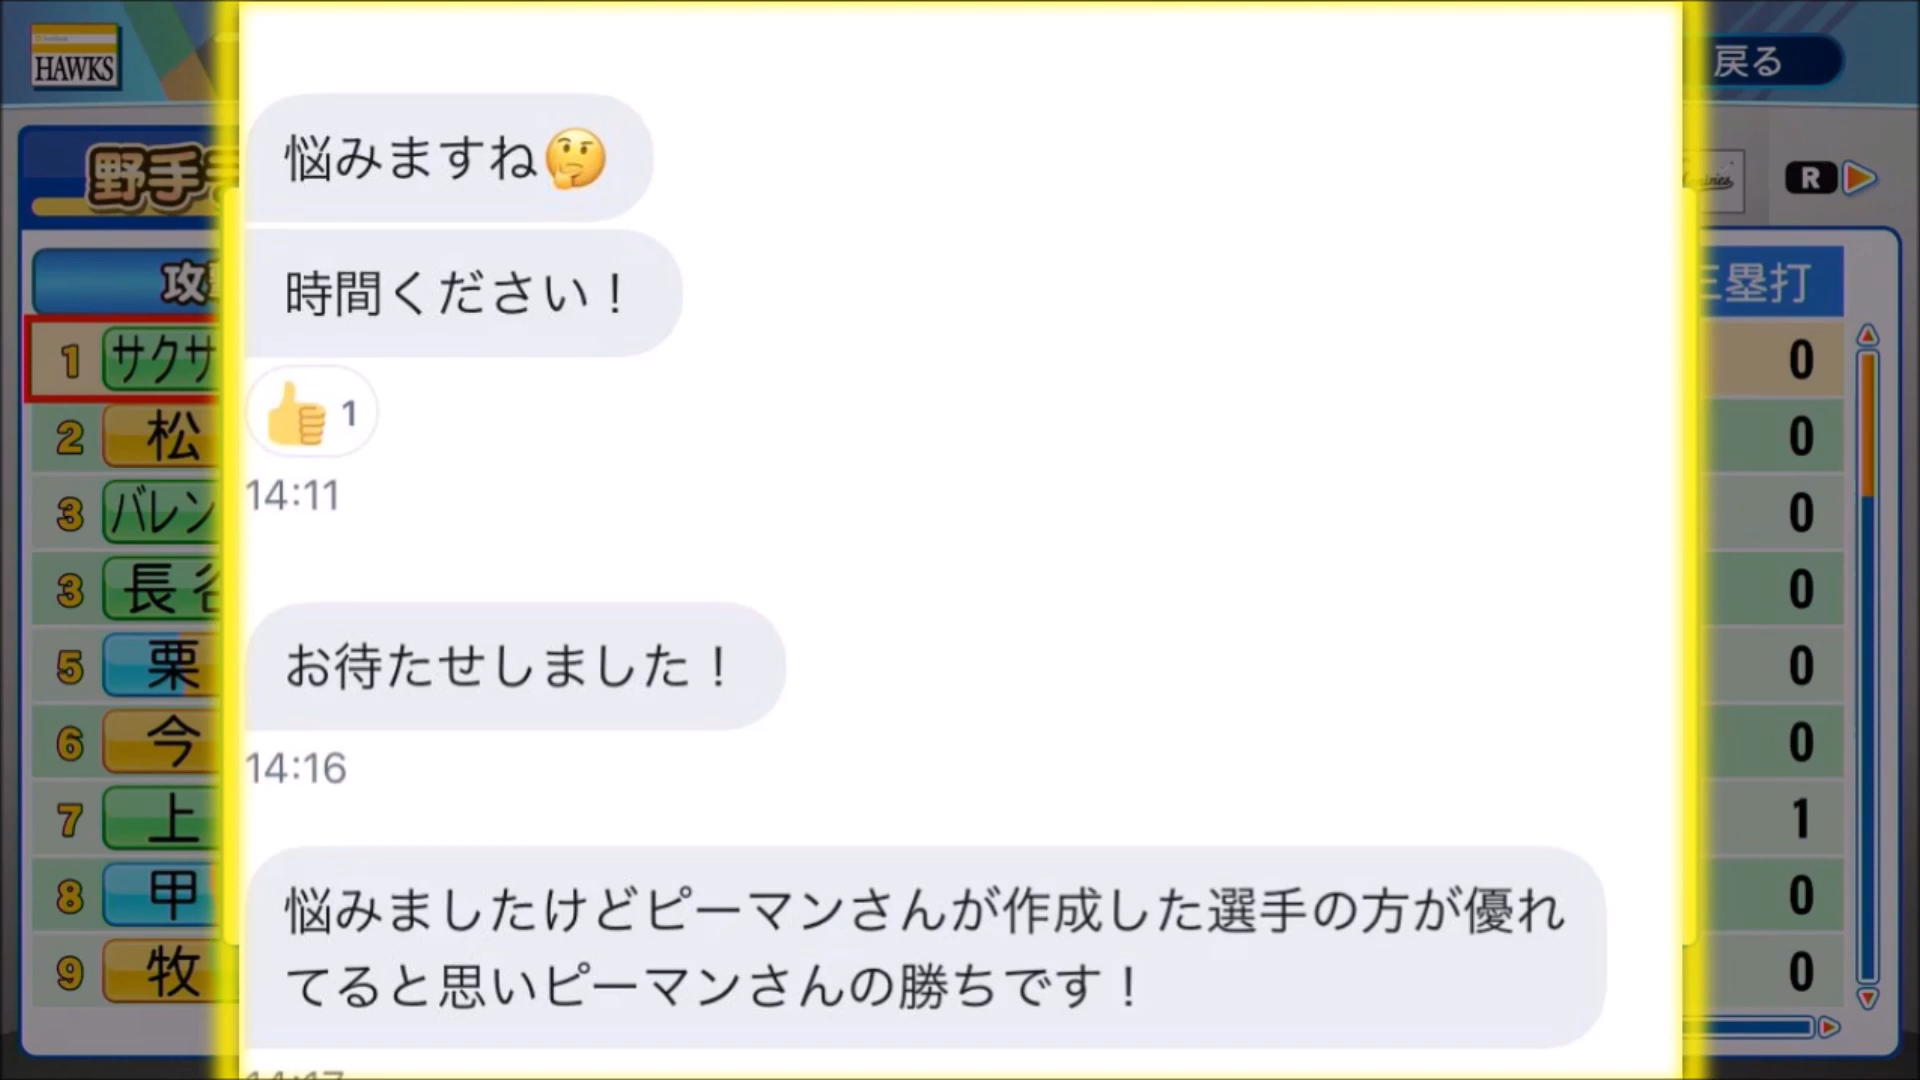 HAWKS
戻る
野手
R
攻
三塁打
1 サクサ 0
2 松 0
3 バレン 0
3 長谷 0
5 栗 0
6 今 0
7 上 1
8 甲 0
9 牧 0
悩みますね🤔
時間ください！
👍 1
14:11
お待たせしました！
14:16
悩みましたけどピーマンさんが作成した選手の方が優れ
てると思いピーマンさんの勝ちです！